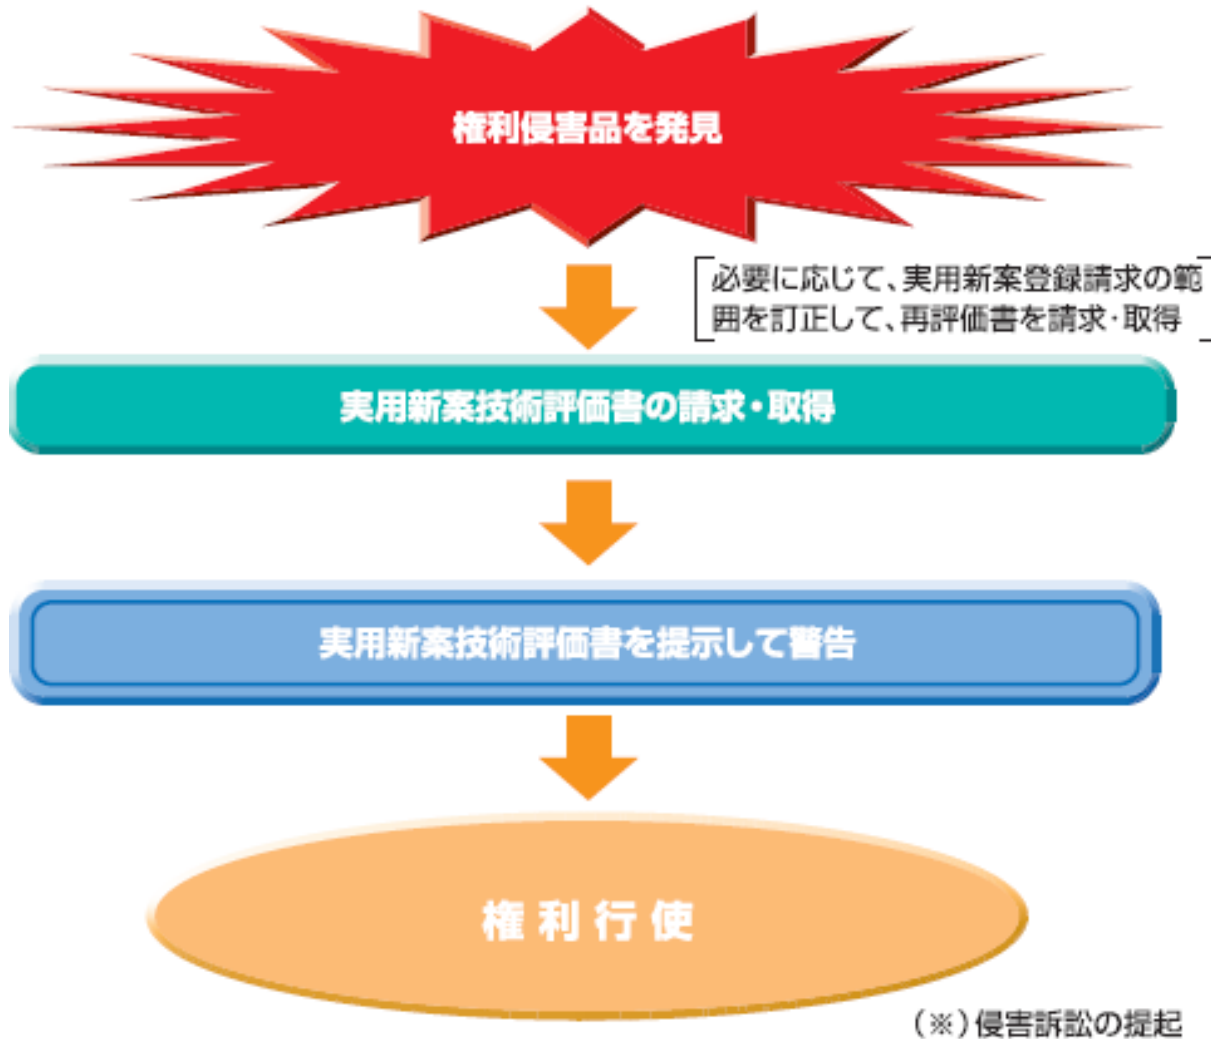 権利侵害品を発見
必要に応じて、実用新案登録請求の範
囲を訂正して、再評価書を請求・取得
実用新案技術評価書の請求・取得
実用新案技術評価書を提示して警告
権利行使
（※）侵害訴訟の提起